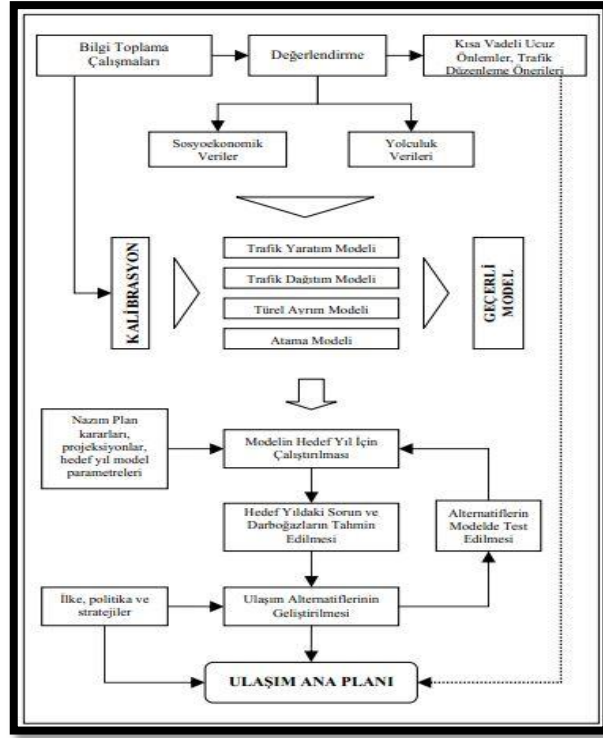 Bilgi Toplama
Çalışmaları
Değerlendirme
Kısa Vadeli Ucuz
Önlemler, Trafik
Düzenleme Önerileri
Sosyoekonomik
Veriler
Yolculuk
Verileri
KALİBRASYON
Trafik Yaratım Modeli
Trafik Dağıtım Modeli
Türel Ayrım Modeli
Atama Modeli
GEÇERLİ
MODEL
Nazım Plan
kararları,
projeksiyonlar,
hedef yıl model
parametreleri
Modelin Hedef Yıl İçin
Çalıştırılması
Hedef Yıldaki Sorun ve
Darboğazların Tahmin
Edilmesi
Alternatiflerin
Modelde Test
Edilmesi
İlke, politika ve
stratejiler
Ulaşım Alternatiflerinin
Geliştirilmesi
ULAŞIM ANA PLANI